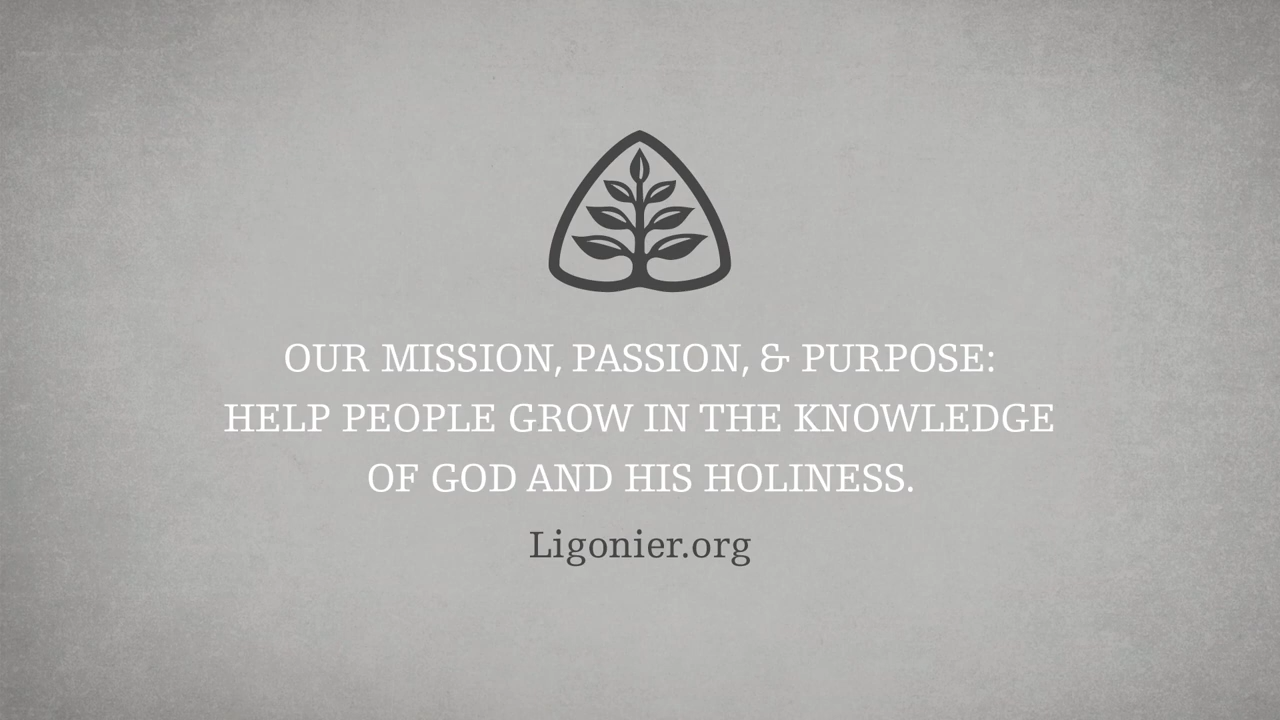 OUR MISSION, PASSION, & PURPOSE:
HELP PEOPLE GROW IN THE KNOWLEDGE
OF GOD AND HIS HOLINESS.
Ligonier.org